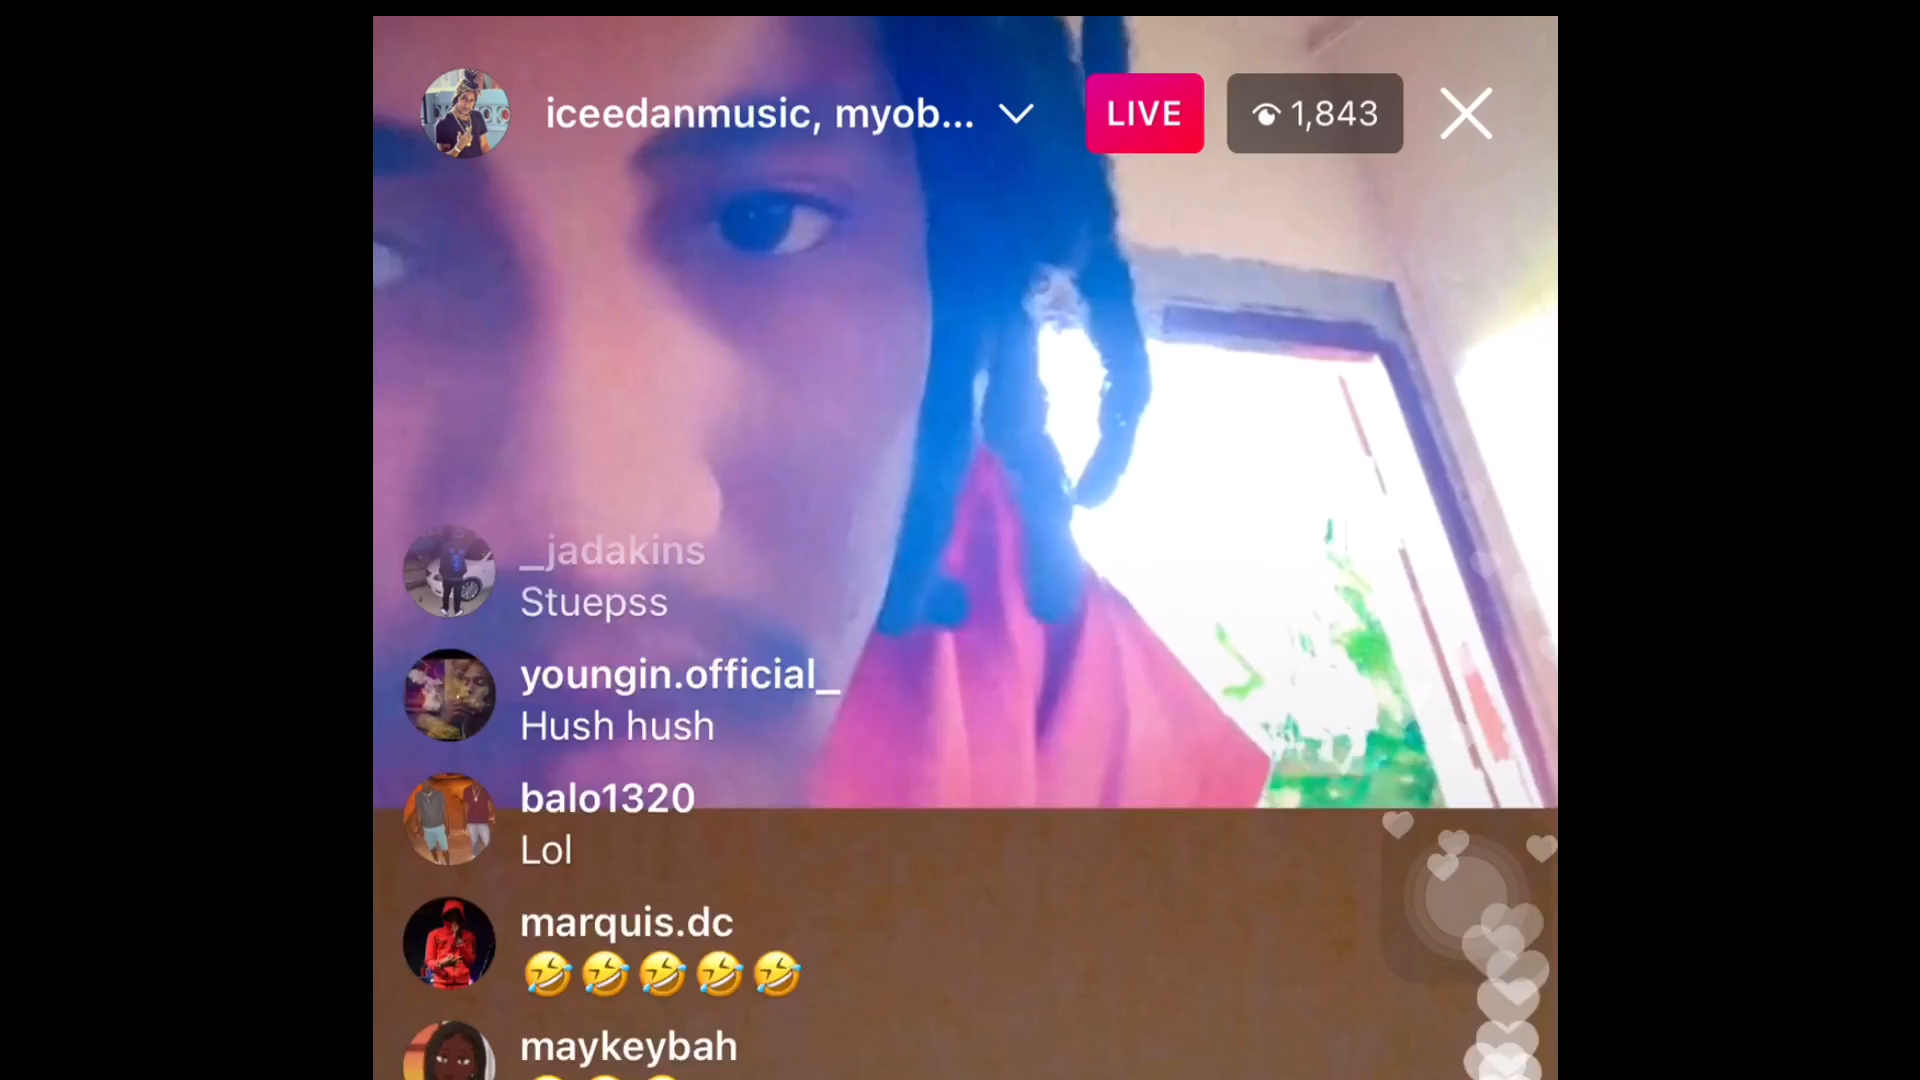 iceedanmusic, myob...
LIVE
1,843
_jadakins
Stuepss
youngin.official_
Hush hush
balo1320
Lol
marquis.dc
🤣🤣🤣🤣🤣
maykeybah